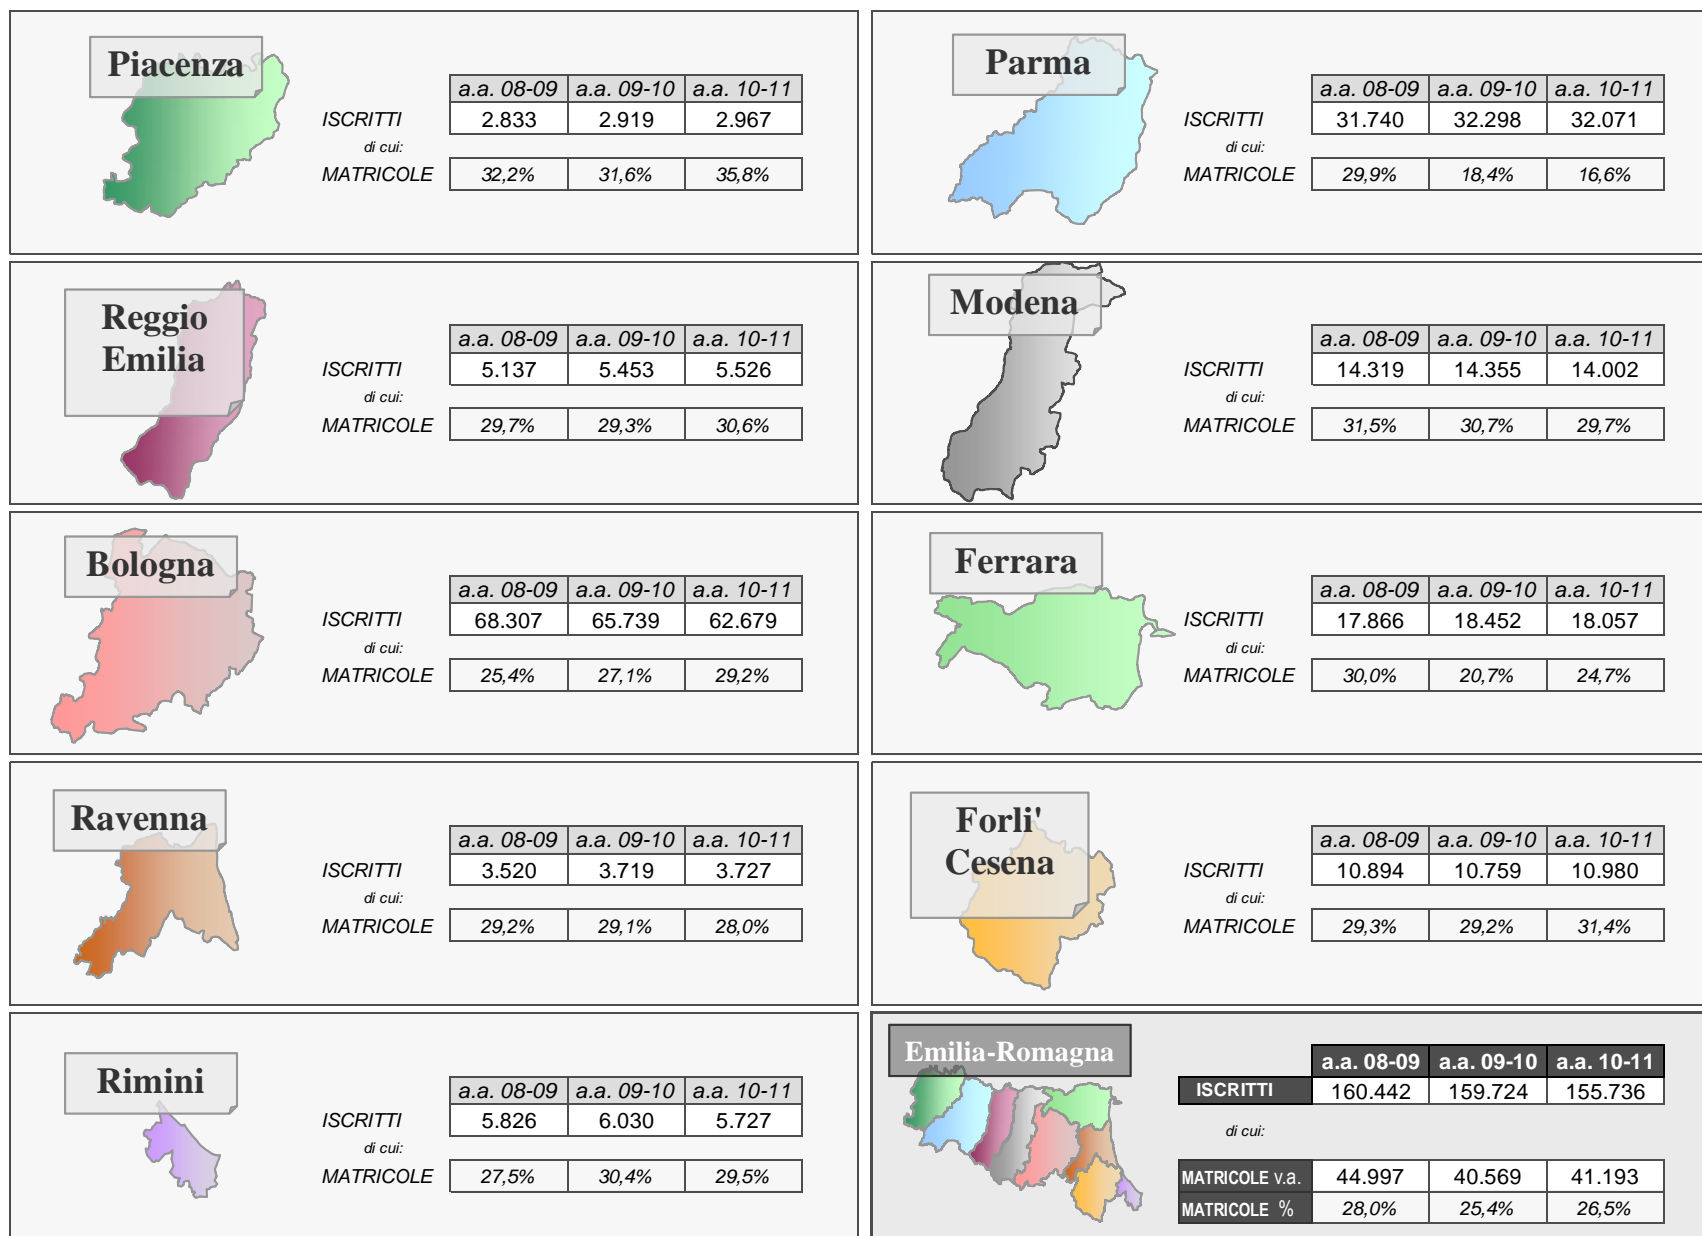 Piacenza
a.a. 08-09 a.a. 09-10 a.a. 10-11
ISCRITTI 2.833 2.919 2.967
di cui:
MATRICOLE 32,2% 31,6% 35,8%
Parma
a.a. 08-09 a.a. 09-10 a.a. 10-11
ISCRITTI 31.740 32.298 32.071
di cui:
MATRICOLE 29,9% 18,4% 16,6%
Reggio
Emilia
a.a. 08-09 a.a. 09-10 a.a. 10-11
ISCRITTI 5.137 5.453 5.526
di cui:
MATRICOLE 29,7% 29,3% 30,6%
Modena
a.a. 08-09 a.a. 09-10 a.a. 10-11
ISCRITTI 14.319 14.355 14.002
di cui:
MATRICOLE 31,5% 30,7% 29,7%
Bologna
a.a. 08-09 a.a. 09-10 a.a. 10-11
ISCRITTI 68.307 65.739 62.679
di cui:
MATRICOLE 25,4% 27,1% 29,2%
Ferrara
a.a. 08-09 a.a. 09-10 a.a. 10-11
ISCRITTI 17.866 18.452 18.057
di cui:
MATRICOLE 30,0% 20,7% 24,7%
Ravenna
a.a. 08-09 a.a. 09-10 a.a. 10-11
ISCRITTI 3.520 3.719 3.727
di cui:
MATRICOLE 29,2% 29,1% 28,0%
Forli'
Cesena
a.a. 08-09 a.a. 09-10 a.a. 10-11
ISCRITTI 10.894 10.759 10.980
di cui:
MATRICOLE 29,3% 29,2% 31,4%
Rimini
a.a. 08-09 a.a. 09-10 a.a. 10-11
ISCRITTI 5.826 6.030 5.727
di cui:
MATRICOLE 27,5% 30,4% 29,5%
Emilia-Romagna
a.a. 08-09 a.a. 09-10 a.a. 10-11
ISCRITTI 160.442 159.724 155.736
di cui:
MATRICOLE v.a. 44.997 40.569 41.193
MATRICOLE % 28,0% 25,4% 26,5%